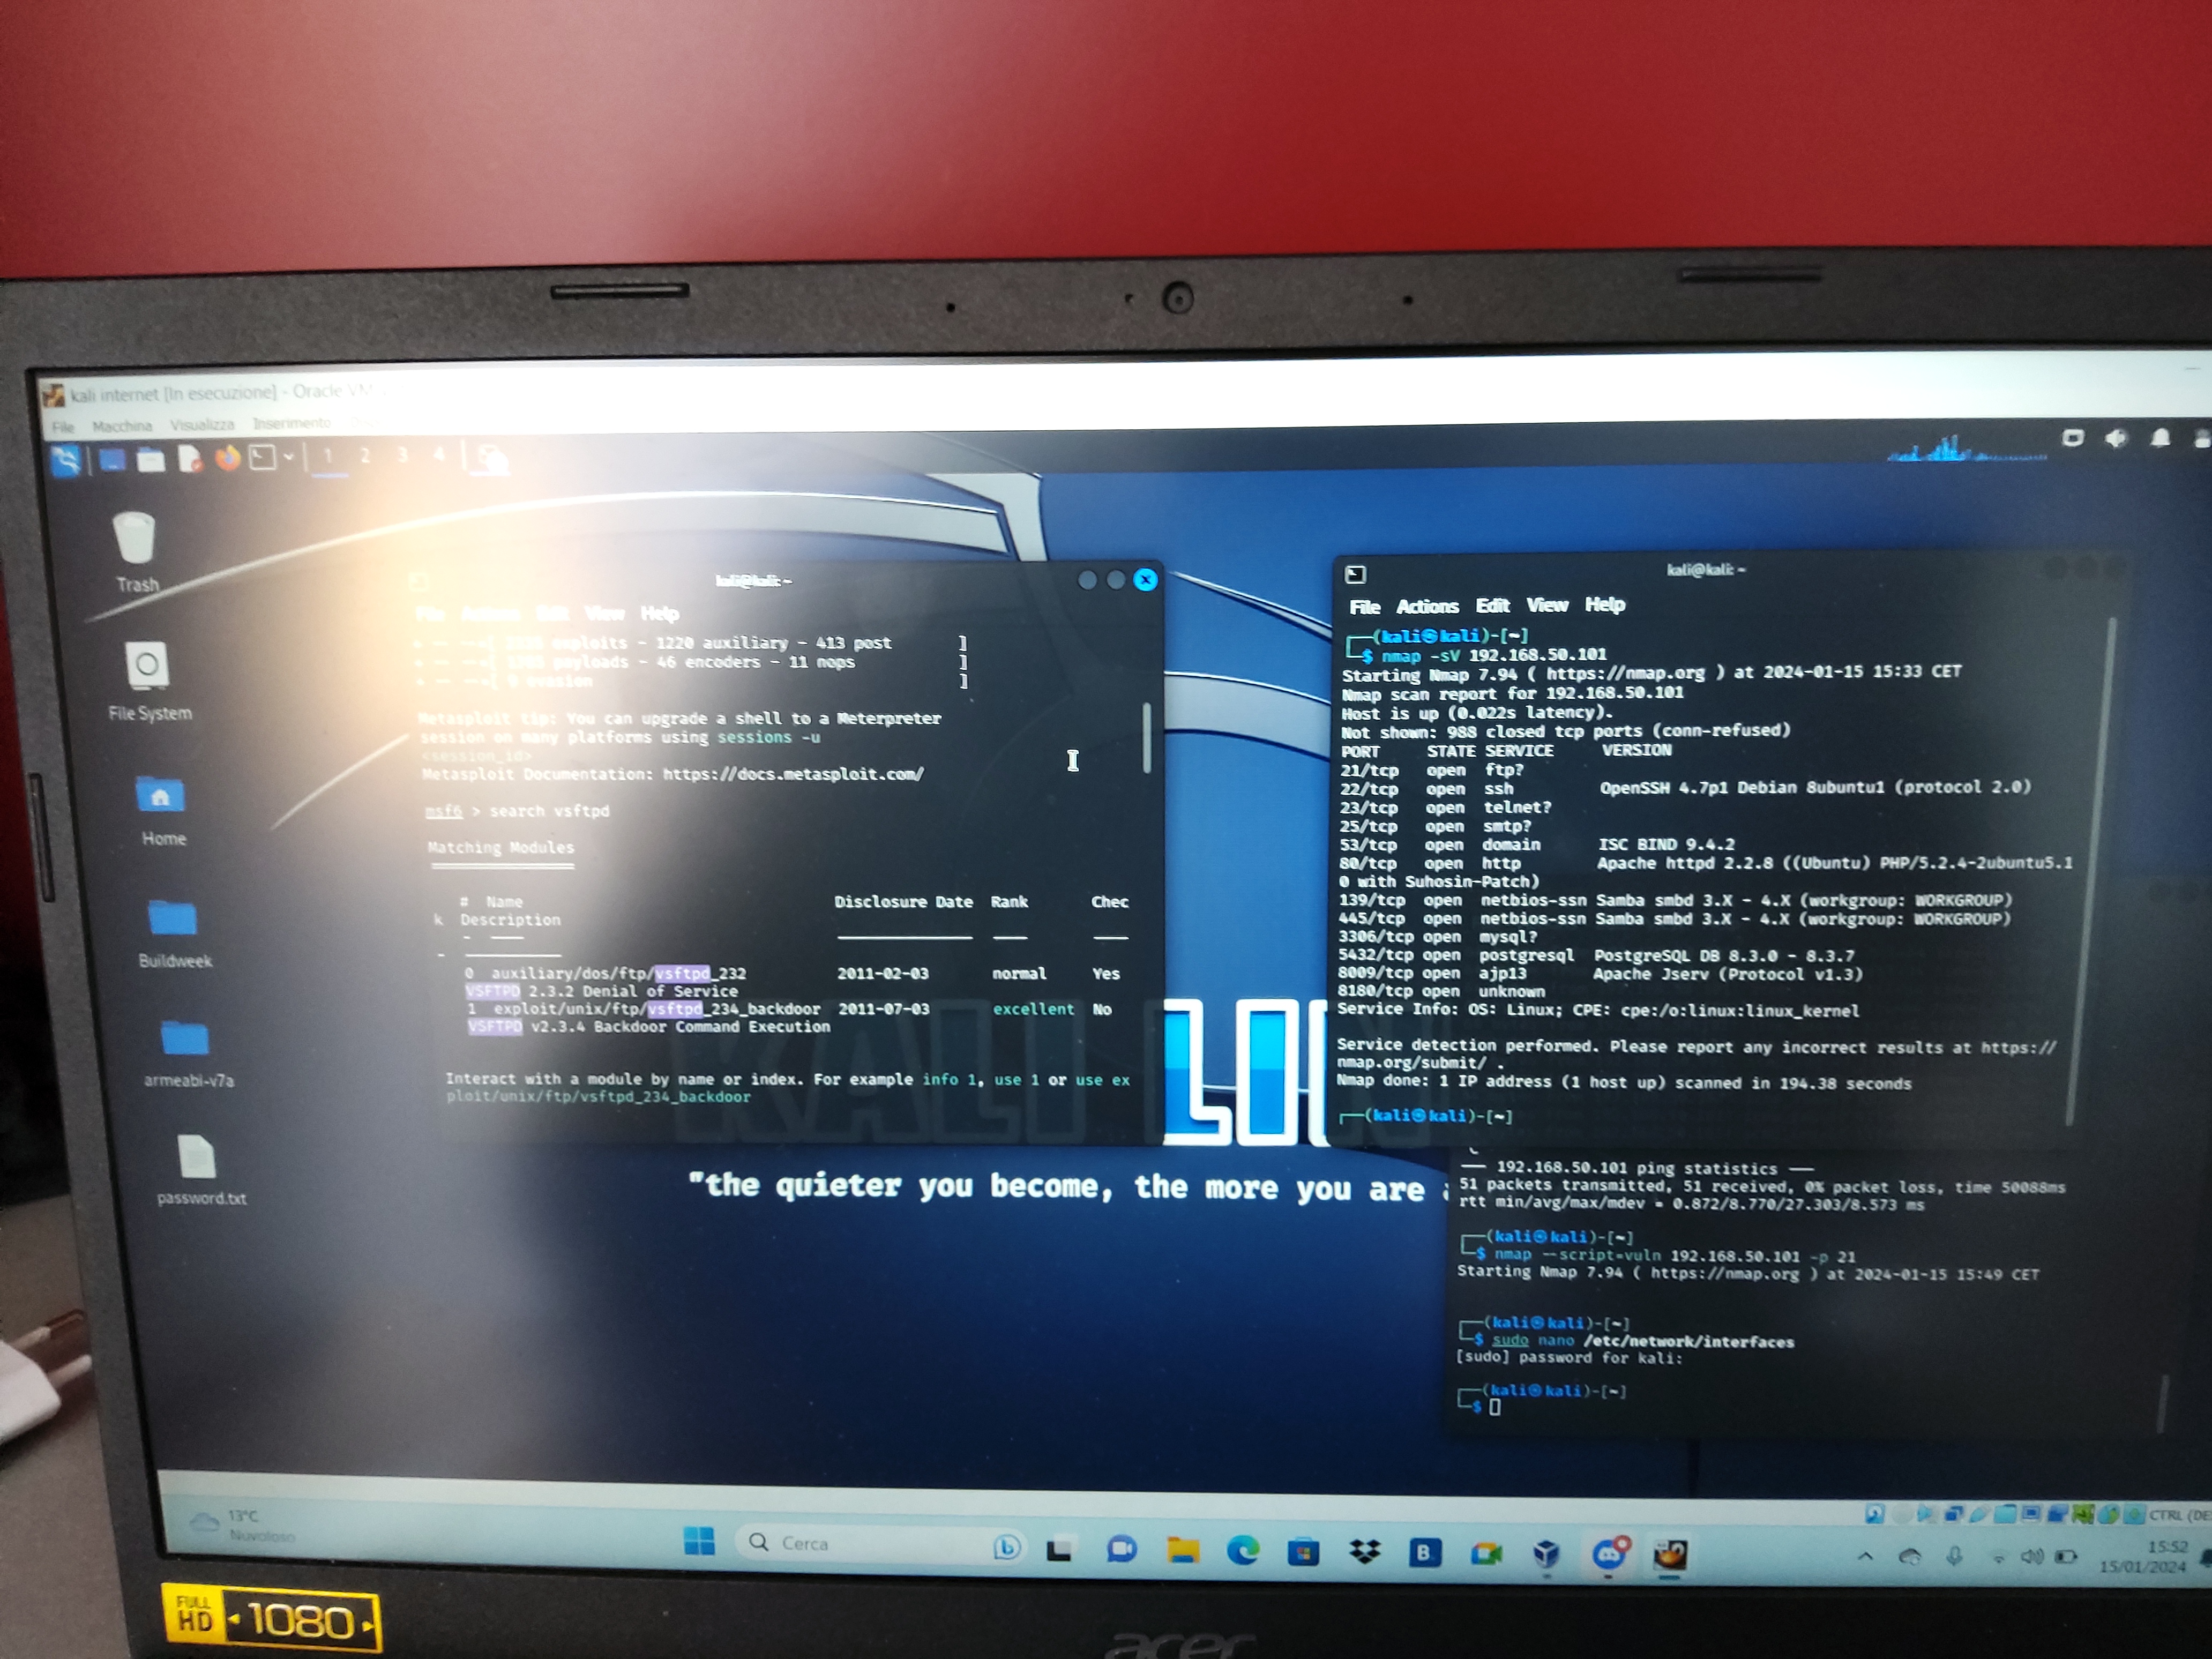 kali internet [In esecuzione] - Oracle VM
File Macchina Visualizza Inserimento
1 2 3 4
Trash
File System
Home
Buildweek
armeabi-v7a
password.txt
kali@kali: ~
File Actions Edit View Help
exploits - 1220 auxiliary - 413 post ]
payloads - 46 encoders - 11 nops ]
evasion ]
Metasploit tip: You can upgrade a shell to a Meterpreter
session on many platforms using sessions -u
<session_id>
Metasploit Documentation: https://docs.metasploit.com/
msf6 > search vsftpd
Matching Modules
# Name Disclosure Date Rank Chec
k Description
0 auxiliary/dos/ftp/vsftpd_232 2011-02-03 normal Yes
VSFTPD 2.3.2 Denial of Service
1 exploit/unix/ftp/vsftpd_234_backdoor 2011-07-03 excellent No
VSFTPD v2.3.4 Backdoor Command Execution
Interact with a module by name or index. For example info 1, use 1 or use ex
ploit/unix/ftp/vsftpd_234_backdoor
kali@kali: ~
File Actions Edit View Help
┌──(kali㉿kali)-[~]
└─$ nmap -sV 192.168.50.101
Starting Nmap 7.94 ( https://nmap.org ) at 2024-01-15 15:33 CET
Nmap scan report for 192.168.50.101
Host is up (0.022s latency).
Not shown: 988 closed tcp ports (conn-refused)
PORT STATE SERVICE VERSION
21/tcp open ftp?
22/tcp open ssh OpenSSH 4.7p1 Debian 8ubuntu1 (protocol 2.0)
23/tcp open telnet?
25/tcp open smtp?
53/tcp open domain ISC BIND 9.4.2
80/tcp open http Apache httpd 2.2.8 ((Ubuntu) PHP/5.2.4-2ubuntu5.1
0 with Suhosin-Patch)
139/tcp open netbios-ssn Samba smbd 3.X - 4.X (workgroup: WORKGROUP)
445/tcp open netbios-ssn Samba smbd 3.X - 4.X (workgroup: WORKGROUP)
3306/tcp open mysql?
5432/tcp open postgresql PostgreSQL DB 8.3.0 - 8.3.7
8009/tcp open ajp13 Apache Jserv (Protocol v1.3)
8180/tcp open unknown
Service Info: OS: Linux; CPE: cpe:/o:linux:linux_kernel
Service detection performed. Please report any incorrect results at https://
nmap.org/submit/ .
Nmap done: 1 IP address (1 host up) scanned in 194.38 seconds
┌──(kali㉿kali)-[~]
KALI LIN
"the quieter you become, the more you are
— 192.168.50.101 ping statistics —
51 packets transmitted, 51 received, 0% packet loss, time 50088ms
rtt min/avg/max/mdev = 0.872/8.770/27.303/8.573 ms
┌──(kali㉿kali)-[~]
└─$ nmap --script=vuln 192.168.50.101 -p 21
Starting Nmap 7.94 ( https://nmap.org ) at 2024-01-15 15:49 CET
┌──(kali㉿kali)-[~]
└─$ sudo nano /etc/network/interfaces
[sudo] password for kali:
┌──(kali㉿kali)-[~]
└─$
CTRL (DE
13°C
Nuvoloso
Cerca
B.
15:52
15/01/2024
FULL HD 1080
acer